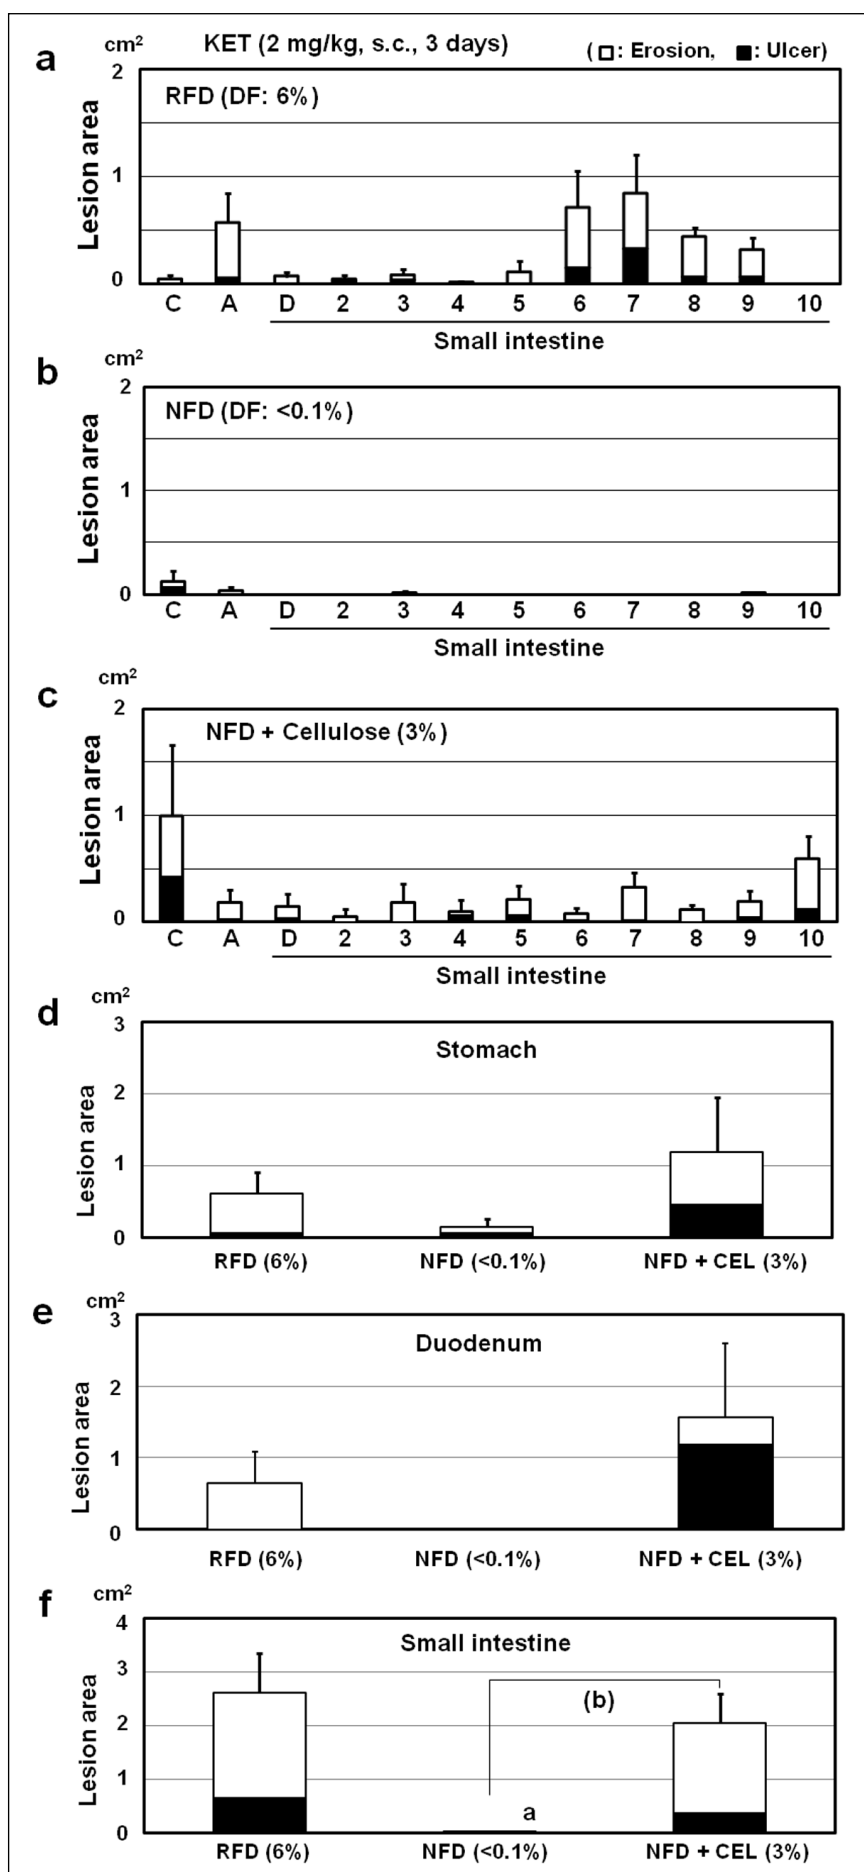 a
cm2
KET (2 mg/kg, s.c., 3 days)
(□: Erosion, ■: Ulcer)
RFD (DF: 6%)
Lesion area
2
1
0
C A D 2 3 4 5 6 7 8 9 10
Small intestine
b
cm2
NFD (DF: <0.1%)
Lesion area
2
1
0
C A D 2 3 4 5 6 7 8 9 10
Small intestine
c
cm2
NFD + Cellulose (3%)
Lesion area
2
1
0
C A D 2 3 4 5 6 7 8 9 10
Small intestine
d
cm2
Stomach
Lesion area
3
2
1
0
RFD (6%) NFD (<0.1%) NFD + CEL (3%)
e
cm2
Duodenum
Lesion area
3
2
1
0
RFD (6%) NFD (<0.1%) NFD + CEL (3%)
f
cm2
Small intestine
Lesion area
4
3
2
1
0
(b)
a
RFD (6%) NFD (<0.1%) NFD + CEL (3%)